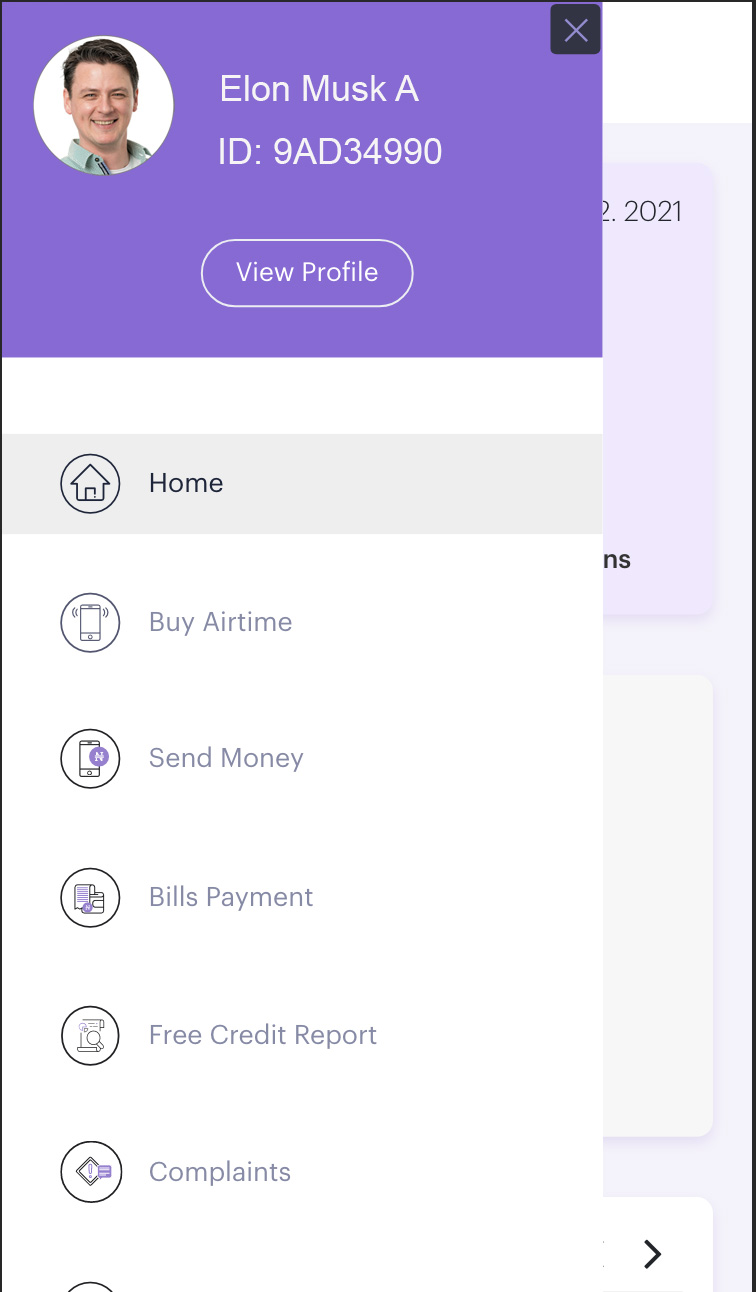 Elon Musk A
ID: 9AD34990
View Profile
2. 2021
Home
ns
Buy Airtime
Send Money
Bills Payment
Free Credit Report
Complaints